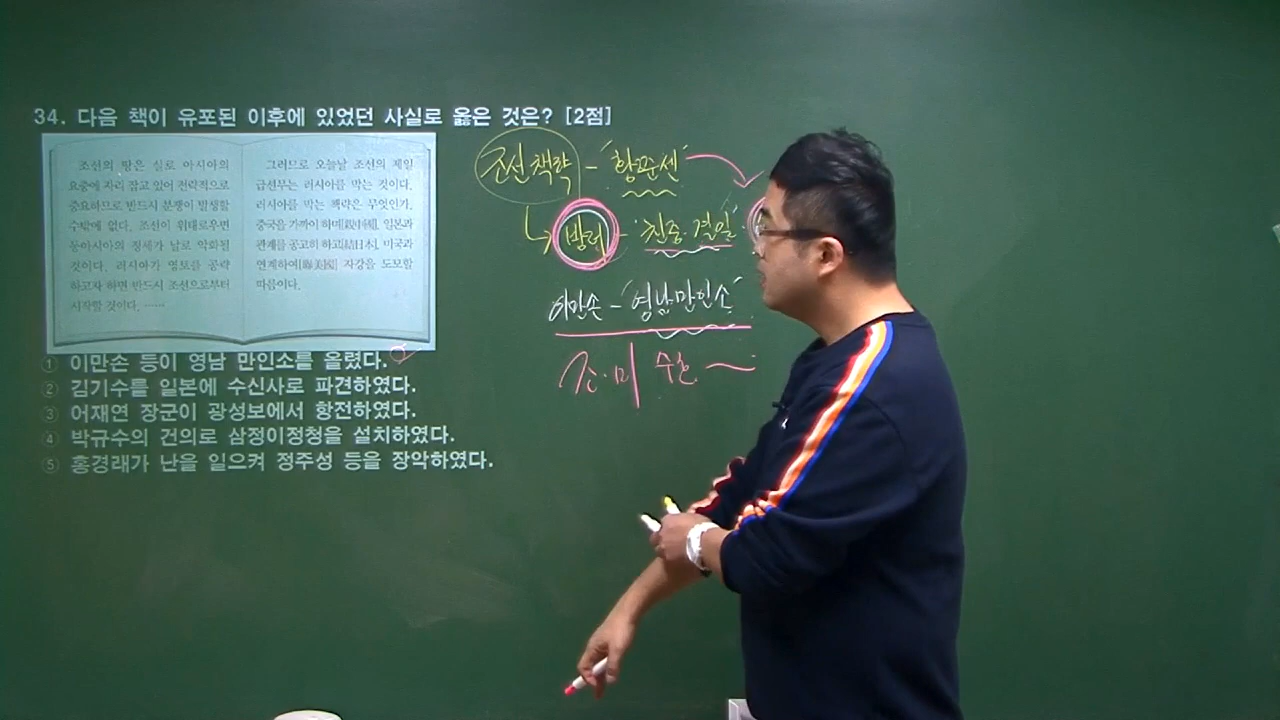 34. 다음 책이 유포된 이후에 있었던 사실로 옳은 것은? [2점]
조선의 땅은 실로 아시아의
요충에 자리 잡고 있어 전략적으로
중요하므로 반드시 분쟁이 발생할
수밖에 없다. 조선이 위태로우면
동아시아의 정세가 날로 악화될
것이다. 러시아가 영토를 공략
하고자 하면 반드시 조선으로부터
시작할 것이다. ……
그러므로 오늘날 조선의 제일
급선무는 러시아를 막는 것이다.
러시아를 막는 책략은 무엇인가.
중국을 가까이 하며[親中國], 일본과
관계를 공고히 하고[結日本], 미국과
연계하여[聯美國] 자강을 도모할
따름이다.
① 이만손 등이 영남 만인소를 올렸다.
② 김기수를 일본에 수신사로 파견하였다.
③ 어재연 장군이 광성보에서 항전하였다.
④ 박규수의 건의로 삼정이정청을 설치하였다.
⑤ 홍경래가 난을 일으켜 정주성 등을 장악하였다.
조선책략 - '황쭌셴'
방러 - '친중·결일·
이만손 - '영남만인소'
조·미 수호